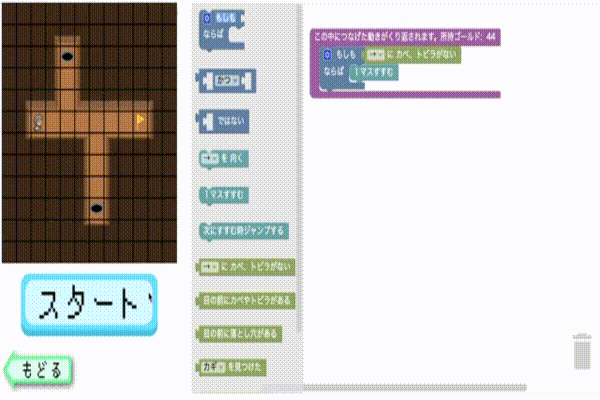 もしも
ならば
かつ
ではない
→ を 向く
1マスすすむ
次にすすむ時ジャンプする
→ に カベ、トビラがない
目の前にカベやトビラがある
目の前に落とし穴がある
カギ を見つけた
この中につなげた動きがくり返されます。所持ゴールド: 44
もしも → に カベ、トビラがない
ならば 1マスすすむ
スタート
もどる